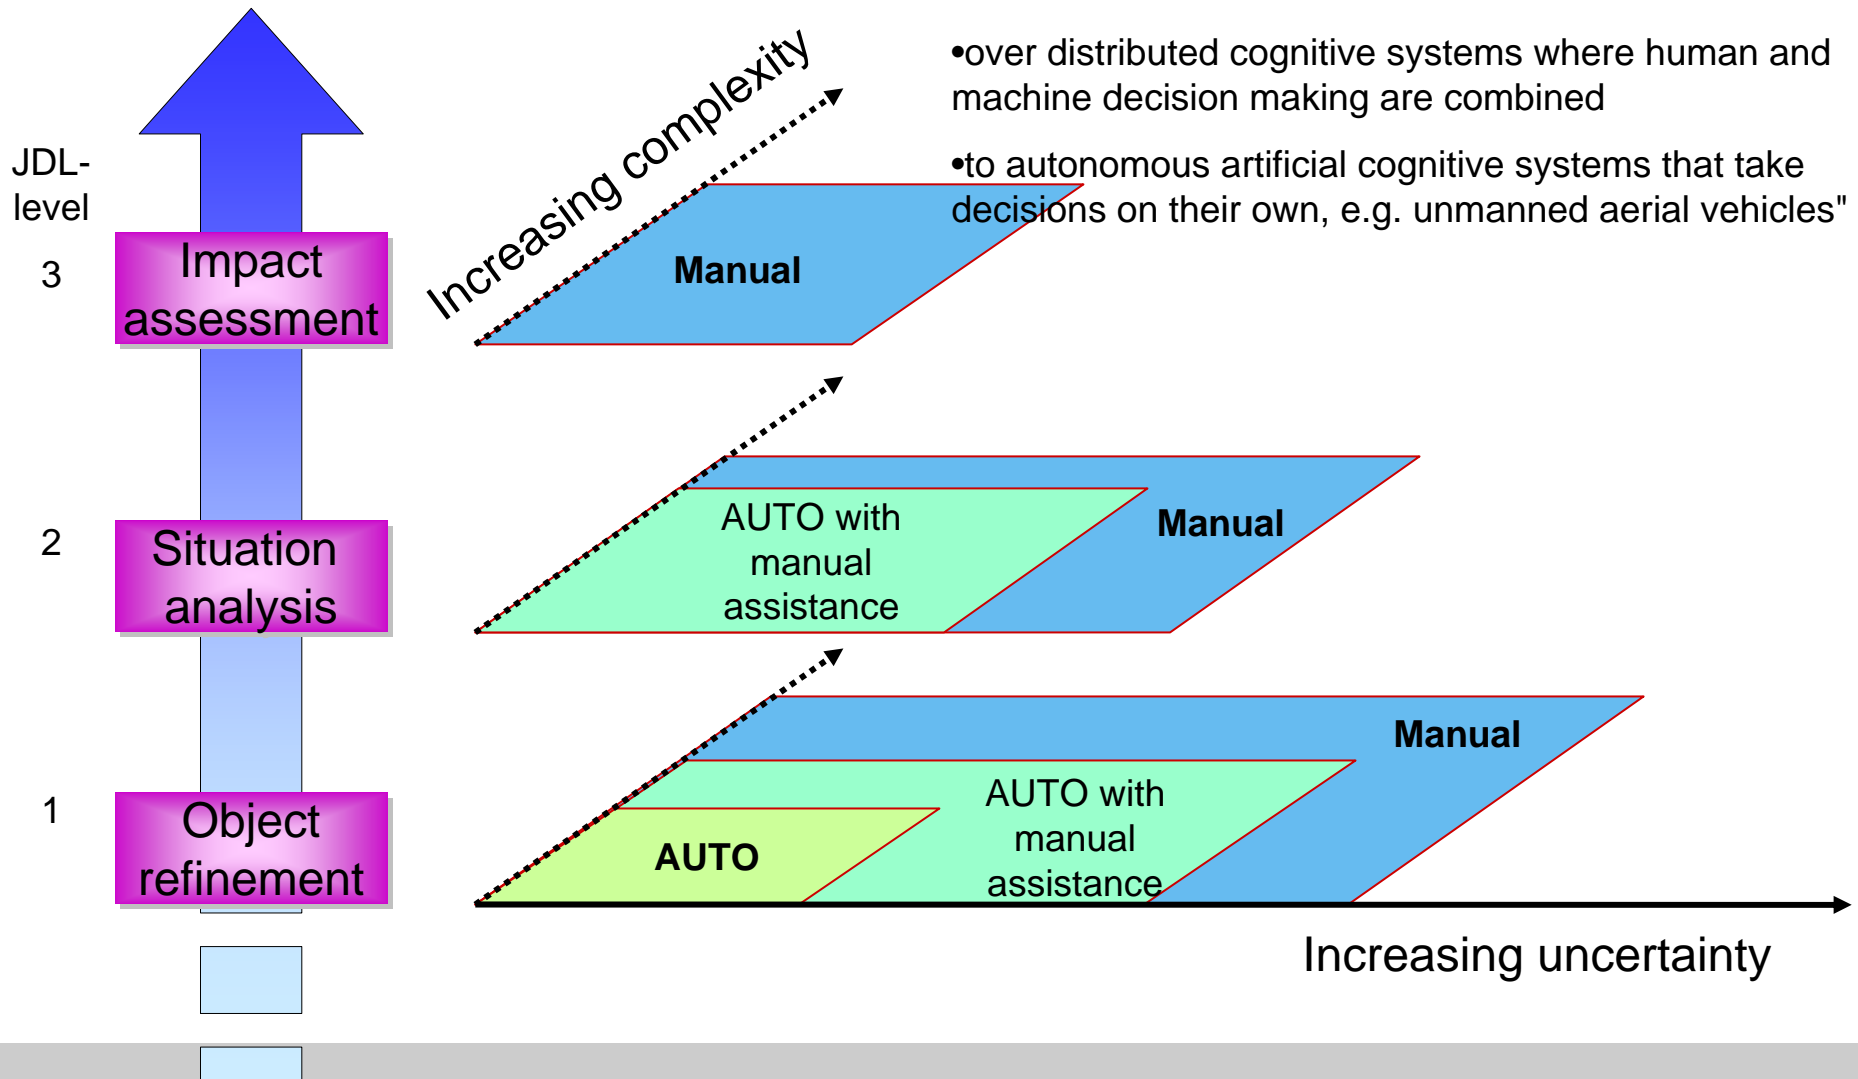 •over distributed cognitive systems where human and
machine decision making are combined
•to autonomous artificial cognitive systems that take
decisions on their own, e.g. unmanned aerial vehicles"
Increasing complexity
JDL-
level
3
Impact
assessment
Manual
2
Situation
analysis
AUTO with
manual
assistance
Manual
1
Object
refinement
AUTO
AUTO with
manual
assistance
Manual
Increasing uncertainty